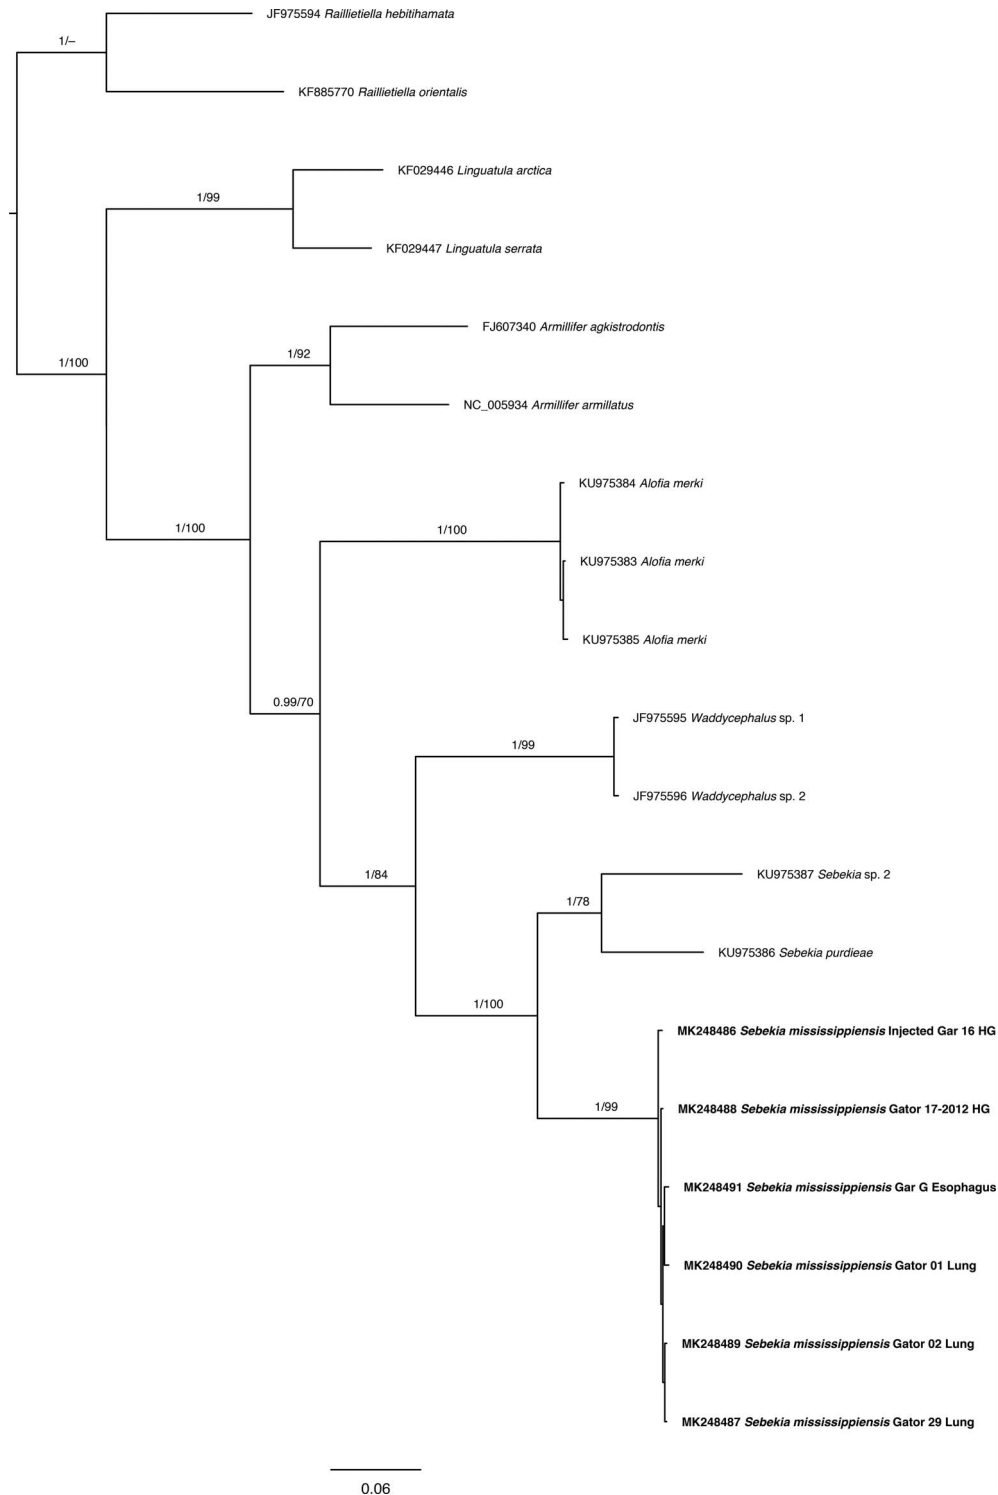 JF975594 Raillietiella hebitihamata
1/–
KF885770 Raillietiella orientalis
KF029446 Linguatula arctica
1/99
KF029447 Linguatula serrata
FJ607340 Armillifer agkistrodontis
1/92
1/100
NC_005934 Armillifer armillatus
KU975384 Alofia merki
1/100
1/100
KU975383 Alofia merki
KU975385 Alofia merki
0.99/70
JF975595 Waddycephalus sp. 1
1/99
JF975596 Waddycephalus sp. 2
1/84
KU975387 Sebekia sp. 2
1/78
KU975386 Sebekia purdieae
1/100
MK248486 Sebekia mississippiensis Injected Gar 16 HG
1/99
MK248488 Sebekia mississippiensis Gator 17-2012 HG
MK248491 Sebekia mississippiensis Gar G Esophagus
MK248490 Sebekia mississippiensis Gator 01 Lung
MK248489 Sebekia mississippiensis Gator 02 Lung
MK248487 Sebekia mississippiensis Gator 29 Lung
0.06